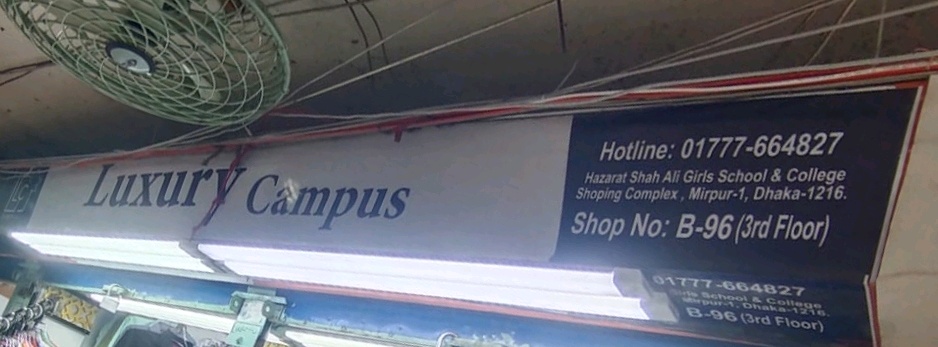 LC
Luxury Campus
Hotline: 01777-664827
Hazarat Shah Ali Girls School & College
Shoping Complex, Mirpur-1, Dhaka-1216.
Shop No: B-96 (3rd Floor)
01777-664827
Girls School & College
Mirpur-1, Dhaka-1216.
B-96 (3rd Floor)